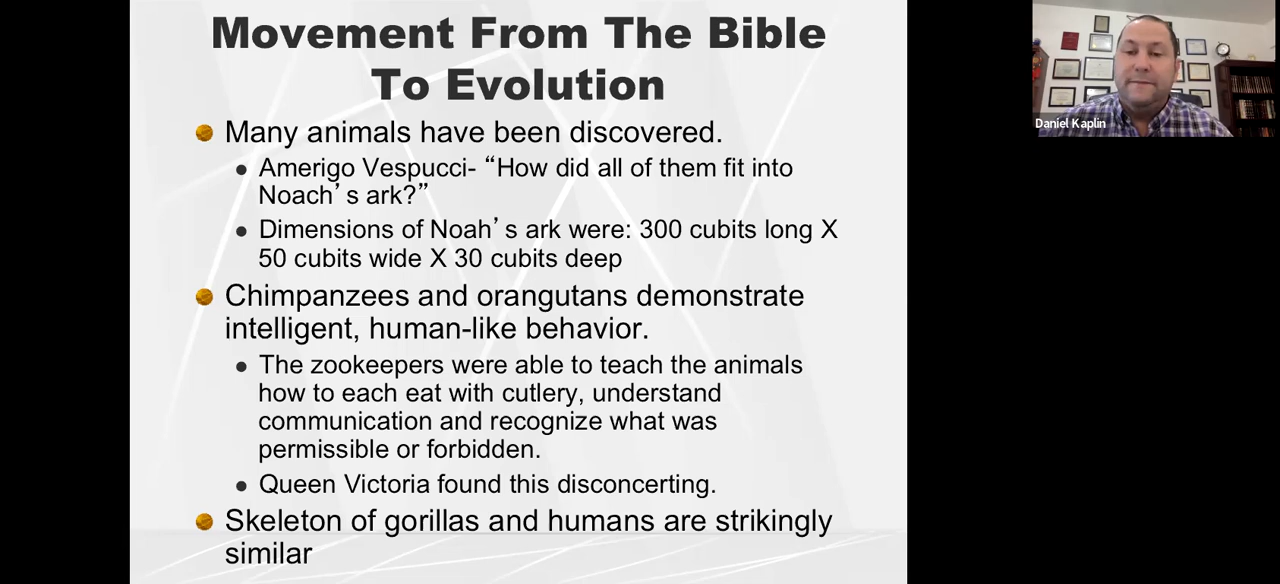 Movement From The Bible
To Evolution
Many animals have been discovered.
Amerigo Vespucci- “How did all of them fit into
Noach’s ark?”
Dimensions of Noah’s ark were: 300 cubits long X
50 cubits wide X 30 cubits deep
Chimpanzees and orangutans demonstrate
intelligent, human-like behavior.
The zookeepers were able to teach the animals
how to each eat with cutlery, understand
communication and recognize what was
permissible or forbidden.
Queen Victoria found this disconcerting.
Skeleton of gorillas and humans are strikingly
similar
Daniel Kaplin